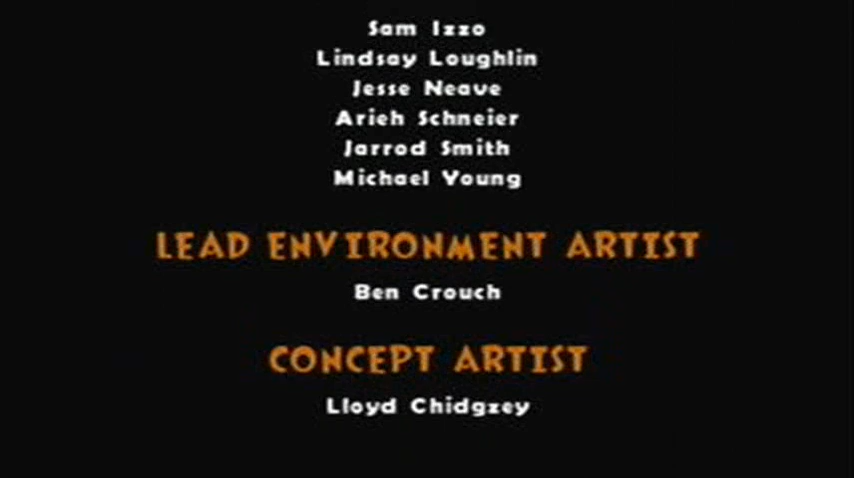 Sam Izzo
Lindsay Loughlin
Jesse Neave
Arieh Schneier
Jarrod Smith
Michael Young
LEAD ENVIRONMENT ARTIST
Ben Crouch
CONCEPT ARTIST
Lloyd Chidgzey